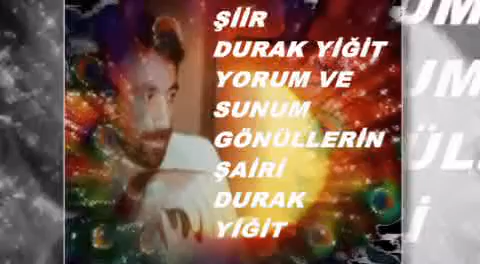 ŞİİR
DURAK YİĞİT
YORUM VE
SUNUM
GÖNÜLLERİN
ŞAİRİ
DURAK
YİĞİT